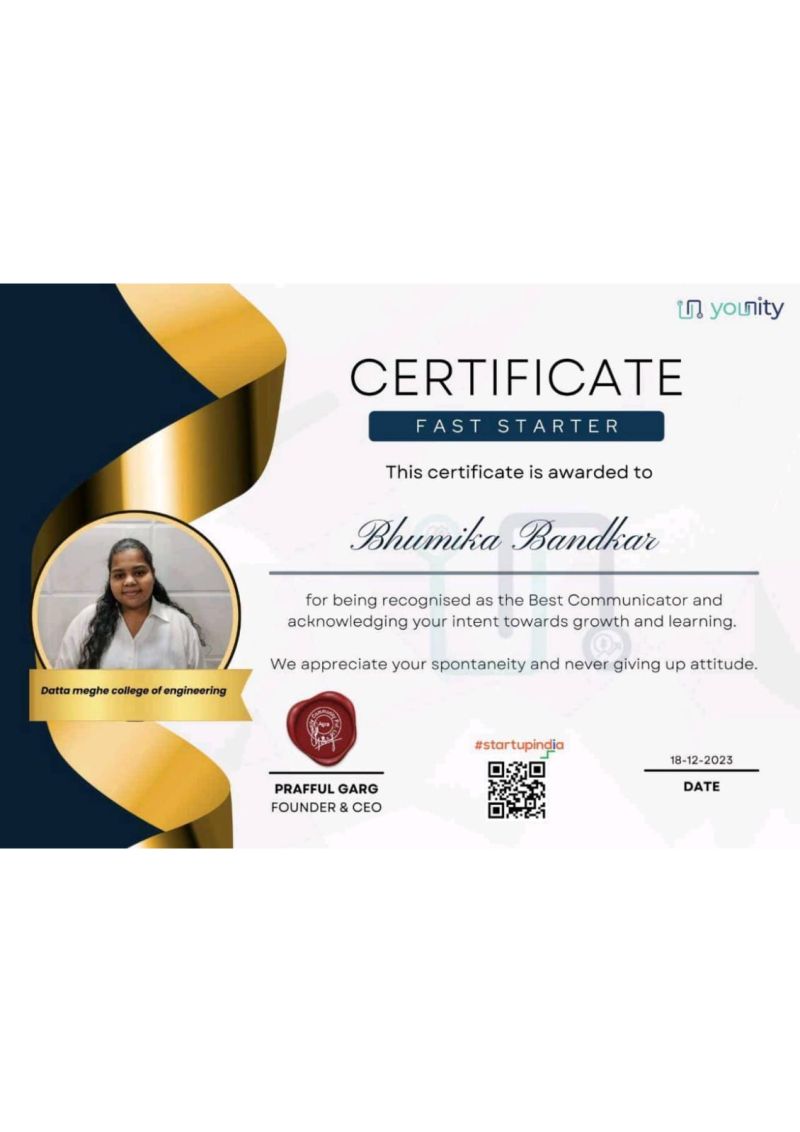 younity
CERTIFICATE
FAST STARTER
This certificate is awarded to
Bhumika Bandkar
for being recognised as the Best Communicator and
acknowledging your intent towards growth and learning.
We appreciate your spontaneity and never giving up attitude.
Datta meghe college of engineering
Agra
#startupindia
PRAFFUL GARG
FOUNDER & CEO
18-12-2023
DATE